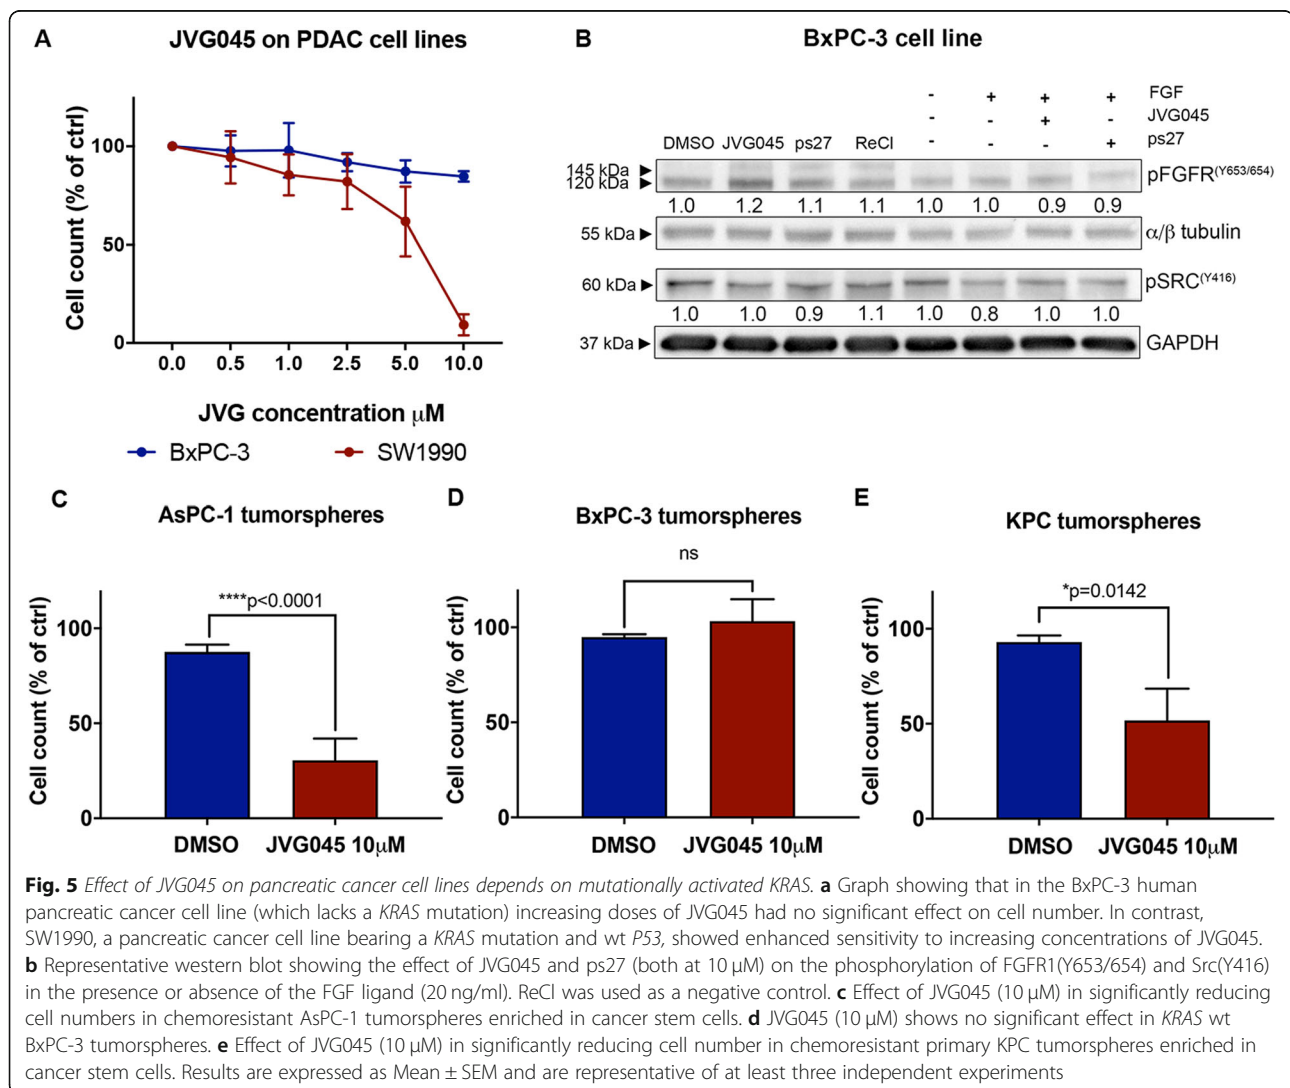 A
JVG045 on PDAC cell lines
Cell count (% of ctrl)
100
50
0
0.0 0.5 1.0 2.5 5.0 10.0
JVG concentration μM
BxPC-3 SW1990
B
BxPC-3 cell line
- + + + FGF
- - + - JVG045
- - - + ps27
DMSO JVG045 ps27 ReCl
145 kDa
120 kDa
pFGFR(Y653/654)
1.0 1.2 1.1 1.1 1.0 1.0 0.9 0.9
55 kDa
α/β tubulin
60 kDa
pSRC(Y416)
1.0 1.0 0.9 1.1 1.0 0.8 1.0 1.0
37 kDa
GAPDH
C
AsPC-1 tumorspheres
****p<0.0001
Cell count (% of ctrl)
100
50
0
DMSO JVG045 10μM
D
BxPC-3 tumorspheres
ns
Cell count (% of ctrl)
100
50
0
DMSO JVG045 10μM
E
KPC tumorspheres
*p=0.0142
Cell count (% of ctrl)
100
50
0
DMSO JVG045 10μM
Fig. 5 Effect of JVG045 on pancreatic cancer cell lines depends on mutationally activated KRAS. a Graph showing that in the BxPC-3 human
pancreatic cancer cell line (which lacks a KRAS mutation) increasing doses of JVG045 had no significant effect on cell number. In contrast,
SW1990, a pancreatic cancer cell line bearing a KRAS mutation and wt P53, showed enhanced sensitivity to increasing concentrations of JVG045.
b Representative western blot showing the effect of JVG045 and ps27 (both at 10 μM) on the phosphorylation of FGFR1(Y653/654) and Src(Y416)
in the presence or absence of the FGF ligand (20 ng/ml). ReCl was used as a negative control. c Effect of JVG045 (10 μM) in significantly reducing
cell numbers in chemoresistant AsPC-1 tumorspheres enriched in cancer stem cells. d JVG045 (10 μM) shows no significant effect in KRAS wt
BxPC-3 tumorspheres. e Effect of JVG045 (10 μM) in significantly reducing cell number in chemoresistant primary KPC tumorspheres enriched in
cancer stem cells. Results are expressed as Mean ± SEM and are representative of at least three independent experiments